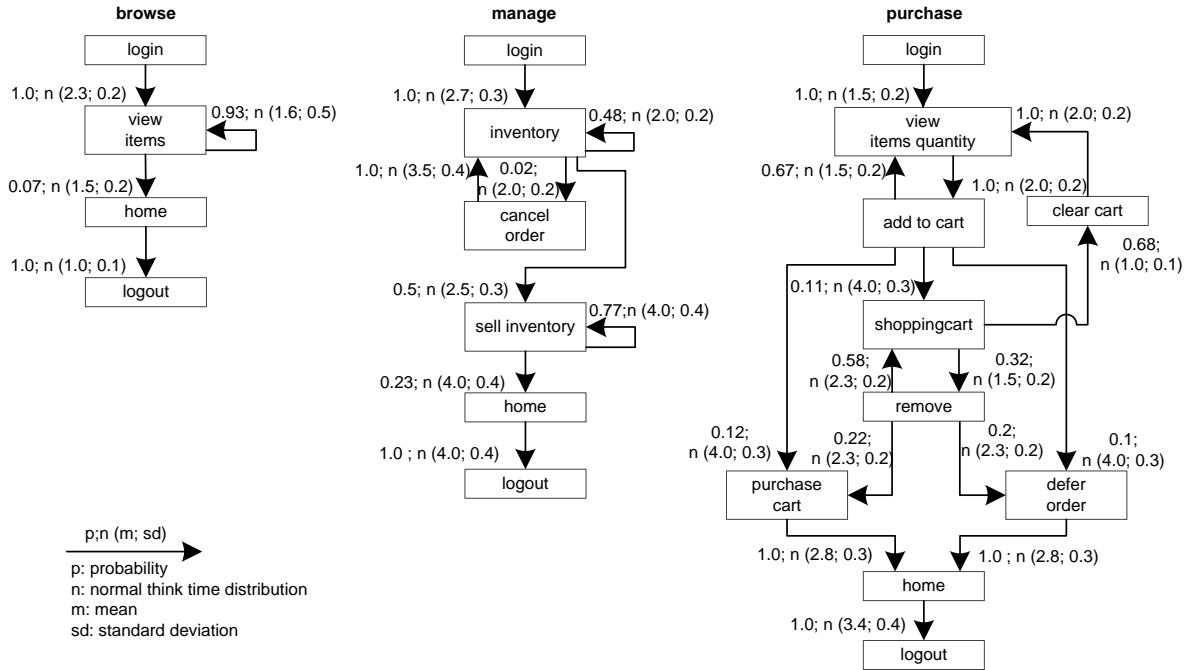 browse
login
1.0; n (2.3; 0.2)
0.93; n (1.6; 0.5)
view
items
0.07; n (1.5; 0.2)
home
1.0; n (1.0; 0.1)
logout
p;n (m; sd)
p: probability
n: normal think time distribution
m: mean
sd: standard deviation
manage
login
1.0; n (2.7; 0.3)
0.48; n (2.0; 0.2)
inventory
1.0; n (3.5; 0.4)
0.02;
n (2.0; 0.2)
cancel
order
0.5; n (2.5; 0.3)
0.77;n (4.0; 0.4)
sell inventory
0.23; n (4.0; 0.4)
home
1.0 ; n (4.0; 0.4)
logout
purchase
login
1.0; n (1.5; 0.2)
1.0; n (2.0; 0.2)
view
items quantity
0.67; n (1.5; 0.2)
1.0; n (2.0; 0.2)
add to cart
clear cart
0.68;
n (1.0; 0.1)
0.11; n (4.0; 0.3)
shoppingcart
0.58;
n (2.3; 0.2)
0.32;
n (1.5; 0.2)
remove
0.12;
n (4.0; 0.3)
0.22;
n (2.3; 0.2)
0.2;
n (2.3; 0.2)
0.1;
n (4.0; 0.3)
purchase
cart
defer
order
1.0; n (2.8; 0.3)
1.0 ; n (2.8; 0.3)
home
1.0; n (3.4; 0.4)
logout